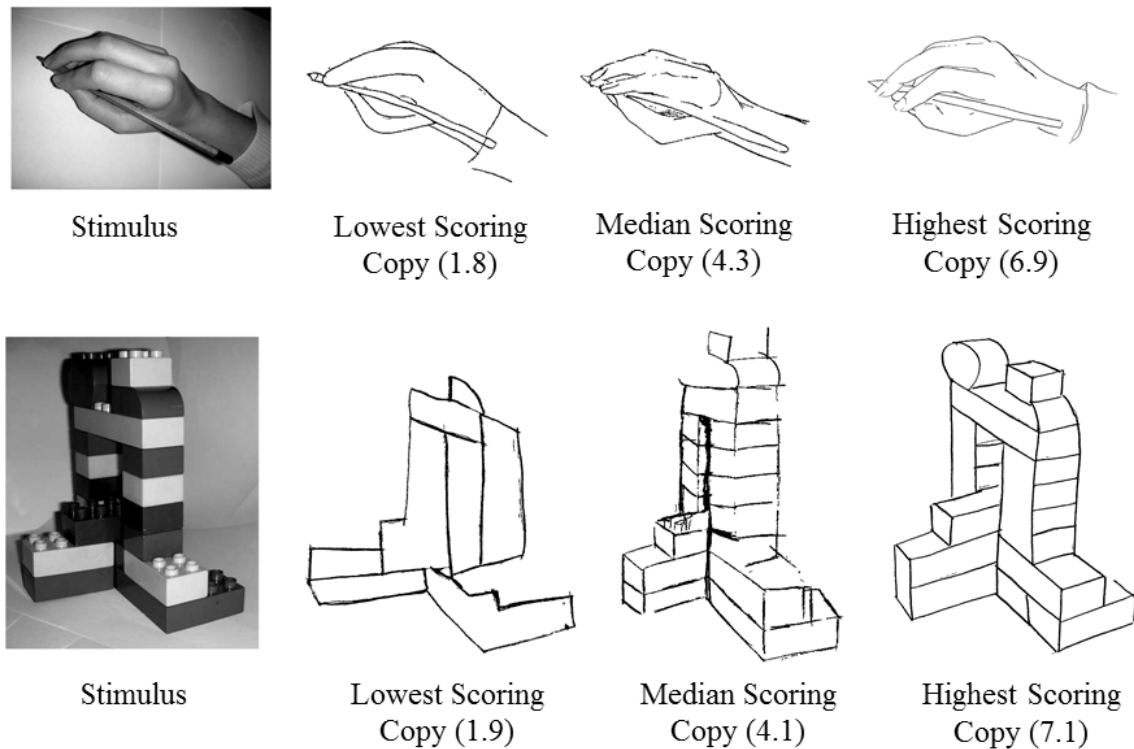 Stimulus
Lowest Scoring
Copy (1.8)
Median Scoring
Copy (4.3)
Highest Scoring
Copy (6.9)
Stimulus
Lowest Scoring
Copy (1.9)
Median Scoring
Copy (4.1)
Highest Scoring
Copy (7.1)